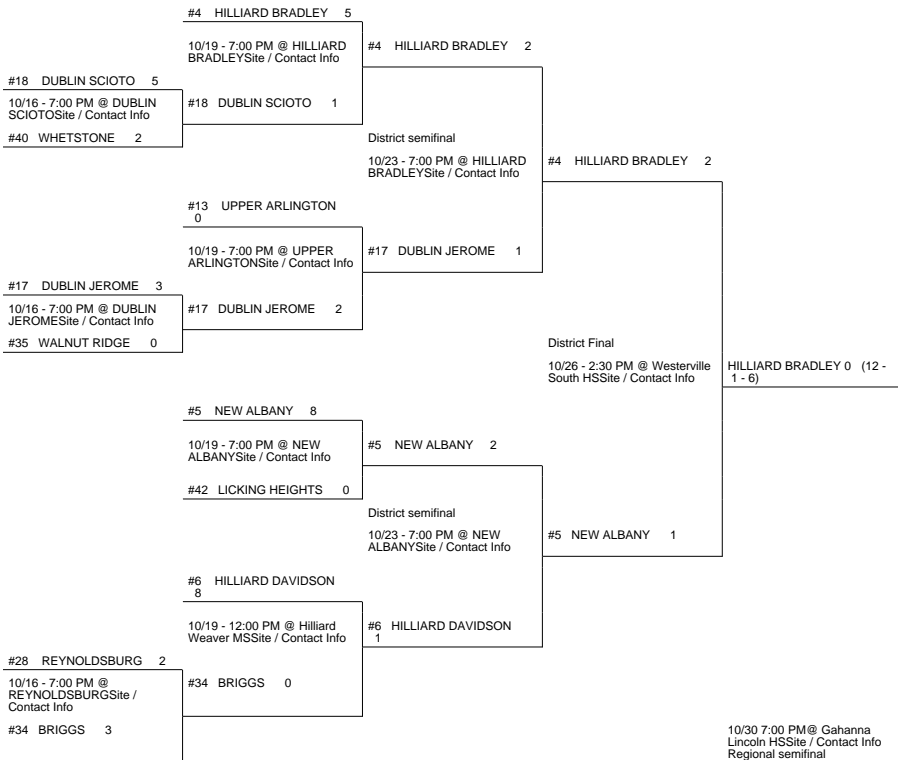 #4 HILLIARD BRADLEY 5
10/19 - 7:00 PM @ HILLIARD
BRADLEYSite / Contact Info
#4 HILLIARD BRADLEY 2
#18 DUBLIN SCIOTO 5
10/16 - 7:00 PM @ DUBLIN
SCIOTOSite / Contact Info
#18 DUBLIN SCIOTO 1
#40 WHETSTONE 2
District semifinal
10/23 - 7:00 PM @ HILLIARD
BRADLEYSite / Contact Info
#4 HILLIARD BRADLEY 2
#13 UPPER ARLINGTON
0
10/19 - 7:00 PM @ UPPER
ARLINGTONSite / Contact Info
#17 DUBLIN JEROME 1
#17 DUBLIN JEROME 3
10/16 - 7:00 PM @ DUBLIN
JEROMESite / Contact Info
#17 DUBLIN JEROME 2
#35 WALNUT RIDGE 0
District Final
10/26 - 2:30 PM @ Westerville
South HSSite / Contact Info
HILLIARD BRADLEY 0 (12 -
1 - 6)
#5 NEW ALBANY 8
10/19 - 7:00 PM @ NEW
ALBANYSite / Contact Info
#5 NEW ALBANY 2
#42 LICKING HEIGHTS 0
District semifinal
10/23 - 7:00 PM @ NEW
ALBANYSite / Contact Info
#5 NEW ALBANY 1
#6 HILLIARD DAVIDSON
8
10/19 - 12:00 PM @ Hilliard
Weaver MSSite / Contact Info
#6 HILLIARD DAVIDSON
1
#28 REYNOLDSBURG 2
10/16 - 7:00 PM @
REYNOLDSBURGSite /
Contact Info
#34 BRIGGS 0
#34 BRIGGS 3
10/30 7:00 PM@ Gahanna
Lincoln HSSite / Contact Info
Regional semifinal